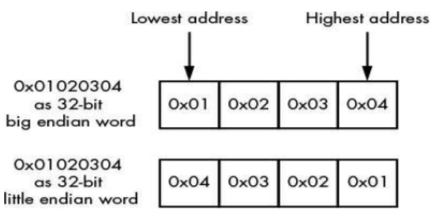 Lowest address Highest address
0x01020304
as 32-bit
big endian word
0x01 0x02 0x03 0x04
0x01020304
as 32-bit
little endian word
0x04 0x03 0x02 0x01